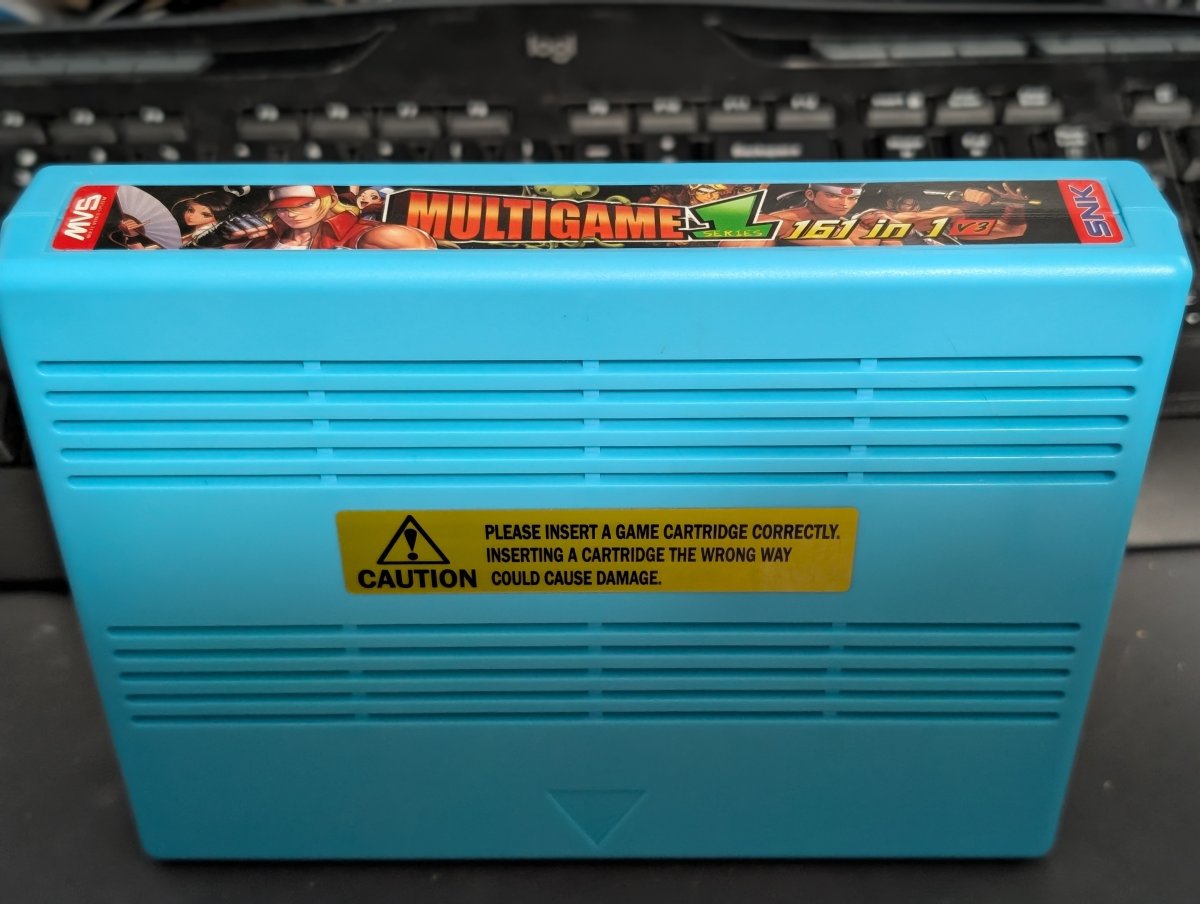 logi
MVS
MULTIGAME 1
SERIES
161 in 1 V3
SNK
PLEASE INSERT A GAME CARTRIDGE CORRECTLY.
INSERTING A CARTRIDGE THE WRONG WAY
CAUTION COULD CAUSE DAMAGE.